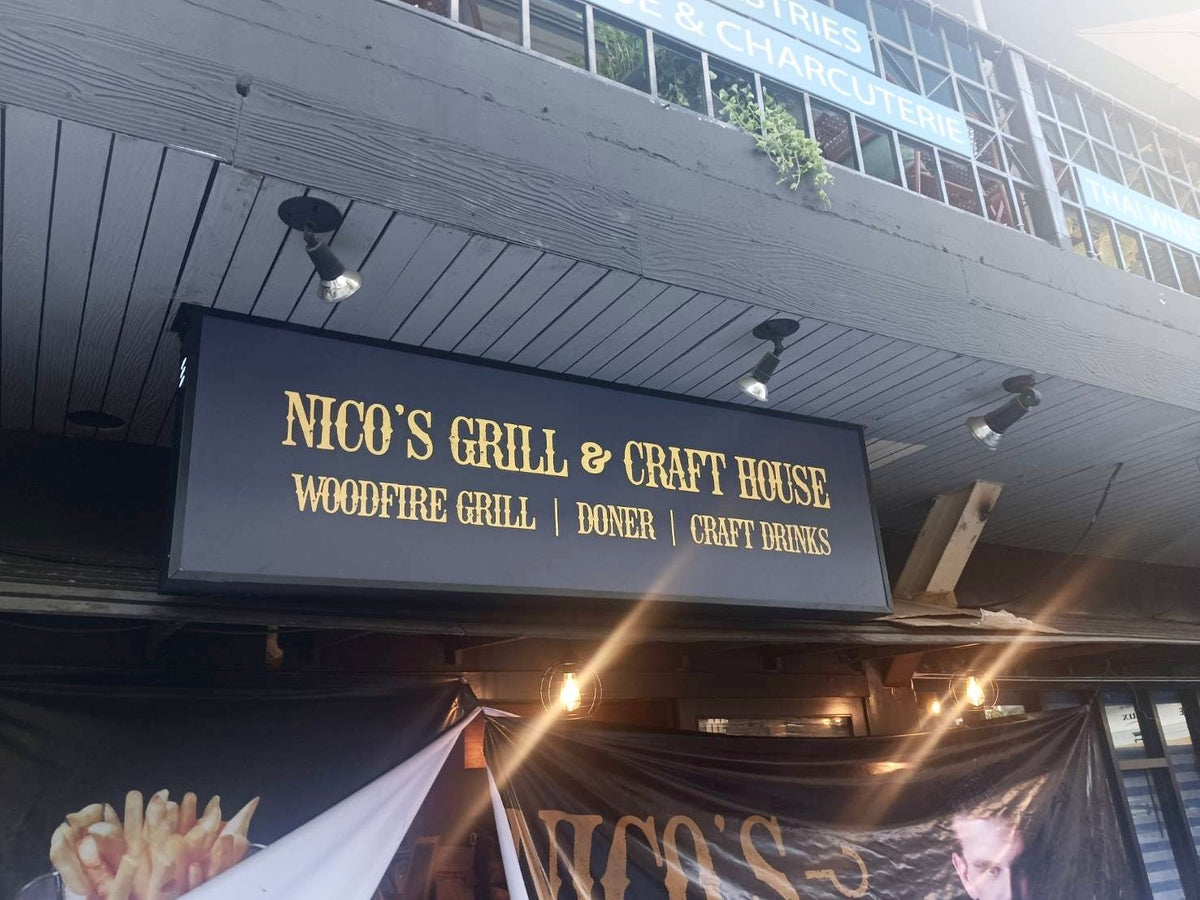 & CHARCUTERIE
THAI WINE
NICO'S GRILL & CRAFT HOUSE
WOODFIRE GRILL | DONER | CRAFT DRINKS
NICO'S